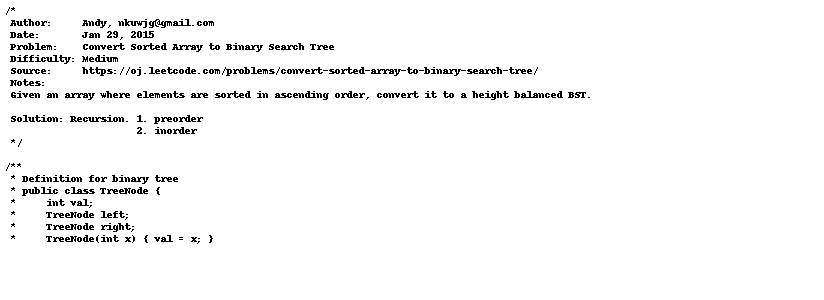 /*
 Author:     Andy, nkuwjg@gmail.com
 Date:       Jan 29, 2015
 Problem:    Convert Sorted Array to Binary Search Tree
 Difficulty: Medium
 Source:     https://oj.leetcode.com/problems/convert-sorted-array-to-binary-search-tree/
 Notes:
 Given an array where elements are sorted in ascending order, convert it to a height balanced BST.

 Solution: Recursion. 1. preorder
                      2. inorder
 */

/**
 * Definition for binary tree
 * public class TreeNode {
 *     int val;
 *     TreeNode left;
 *     TreeNode right;
 *     TreeNode(int x) { val = x; }